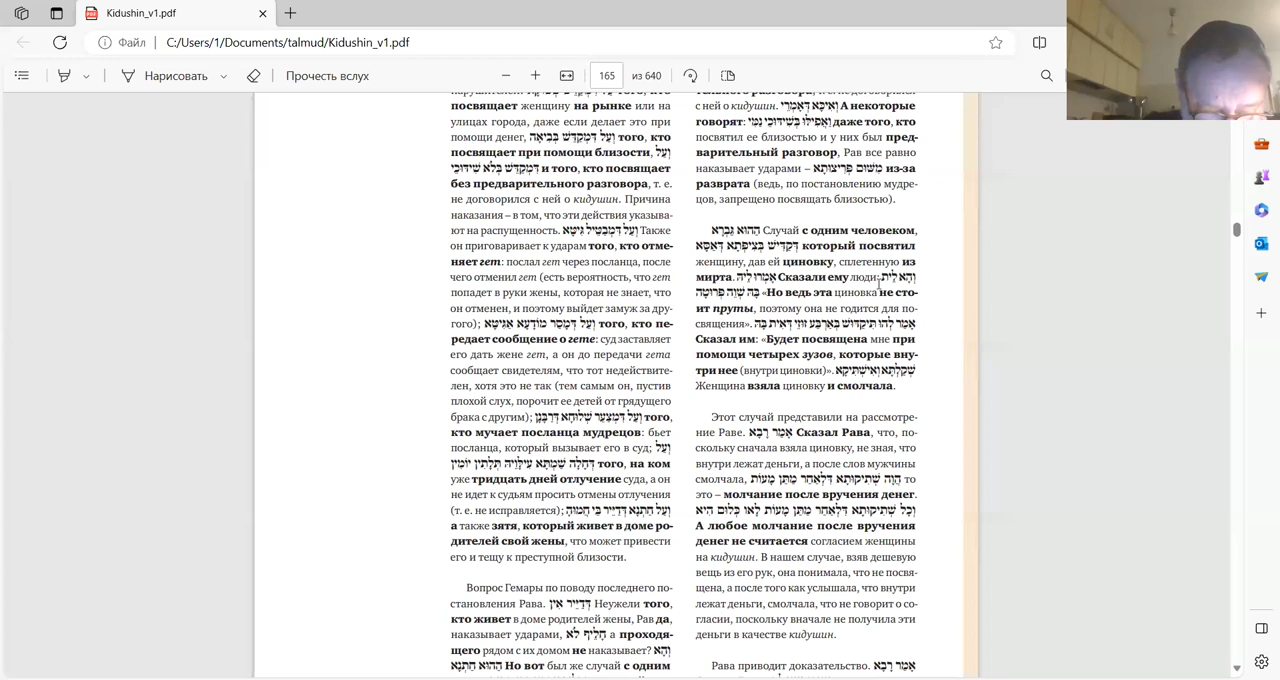 Kidushin_v1.pdf
Файл
C:/Users/1/Documents/talmud/Kidushin_v1.pdf
Нарисовать
Прочесть вслух
165
из 640
посвящает женщину на рынке или на
улицах города, даже если делает это при
помощи денег, וְעַל דִּמְקַדֵּשׁ בְּבִיאָה того, кто
посвящает при помощи близости, וְעַל
דִּמְקַדֵּשׁ בְּלֹא שִׁידּוּכֵי и того, кто посвящает
без предварительного разговора, т. е.
не договорился с ней о кидушин. Причина
наказания – в том, что эти действия указыва-
ют на распущенность. וְעַל דִּמְבַטֵּיל גִּיטָּא Также
он приговаривает к ударам того, кто отме-
няет гет: послал гет через посланца, после
чего отменил гет (есть вероятность, что гет
попадет в руки жены, которая не знает, что
он отменен, и поэтому выйдет замуж за дру-
гого); וְעַל דְּמָסַר מוֹדָעָא אַגִּיטָּא того, кто пе-
редает сообщение о гете: суд заставляет
его дать жене гет, а он до передачи гета
сообщает свидетелям, что тот недействите-
лен, хотя это не так (тем самым он, пустив
плохой слух, порочит ее детей от грядущего
брака с другим); וְעַל דִּמְצַעֵר שְׁלוּחָא דְרַבָּנַן того,
кто мучает посланца мудрецов: бьет
посланца, который вызывает его в суд; וְעַל
דְּחָלָה שַׁמְתָּא עִילָּוֵיהּ תְּלָתִין יוֹמִין того, на ком
уже тридцать дней отлучение суда, а он
не идет к судьям просить отмены отлучения
(т. е. не исправляется); וְעַל חַתְנָא דְּדָיֵיר בֵּי חֲמוּהּ
а также зятя, который живет в доме ро-
дителей свой жены, что может привести
его и тещу к преступной близости.
Вопрос Гемары по поводу последнего по-
становления Рава. דְּדָיֵיר אִין Неужели того,
кто живет в доме родителей жены, Рав да,
наказывает ударами, חָלֵיף לֹא а проходя-
щего рядом с их домом не наказывает? וְהָא
הַהוּא חַתְנָא Но вот был же случай с одним
с ней о кидушин. וְאִיכָּא דְּאָמְרִי А некоторые
говорят: וַאֲפִילּוּ בְּשִׁידּוּכֵי נָמֵי даже того, кто
посвятил ее близостью и у них был пред-
варительный разговор, Рав все равно
наказывает ударами – מִשּׁוּם פְּרִיצוּתָא из-за
разврата (ведь, по постановлению мудре-
цов, запрещено посвящать близостью).
הַהוּא גַּבְרָא Случай с одним человеком,
דְּקַדֵּישׁ בְּצִיפְּתָא דְּאָסָא который посвятил
женщину, дав ей циновку, сплетенную из
мирта. אֲמַרוּ לֵיהּ Сказали ему люди: וְהָא לֵית
בָּהּ שָׁוֶה פְּרוּטָה «Но ведь эта циновка не сто-
ит пруты, поэтому она не годится для по-
священия». אֲמַר לְהוּ תִּיקַדּוּשׁ בְּאַרְבַּע זוּזֵי דְּאִית בָּהּ
Сказал им: «Будет посвящена мне при
помощи четырех зузов, которые вну-
три нее (внутри циновки)». שְׁקַלְתָּא וְאִישְׁתִּיקָא
Женщина взяла циновку и смолчала.
Этот случай представили на рассмотре-
ние Раве. אֲמַר רָבָא Сказал Рава, что, по-
скольку сначала взяла циновку, не зная, что
внутри лежат деньги, а после слов мужчины
смолчала, הֲוָה שְׁתִיקוּתָא דִּלְאַחַר מַתַּן מָעוֹת то
это – молчание после вручения денег.
וְכָל שְׁתִיקוּתָא דִּלְאַחַר מַתַּן מָעוֹת לָאו כְּלוּם הִיא
А любое молчание после вручения
денег не считается согласием женщины
на кидушин. В нашем случае, взяв дешевую
вещь из его рук, она понимала, что не посвя-
щена, а после того как услышала, что внутри
лежат деньги, смолчала, что не говорит о со-
гласии, поскольку вначале не получила эти
деньги в качестве кидушин.
Рава приводит доказательство. אֲמַר רָבָא